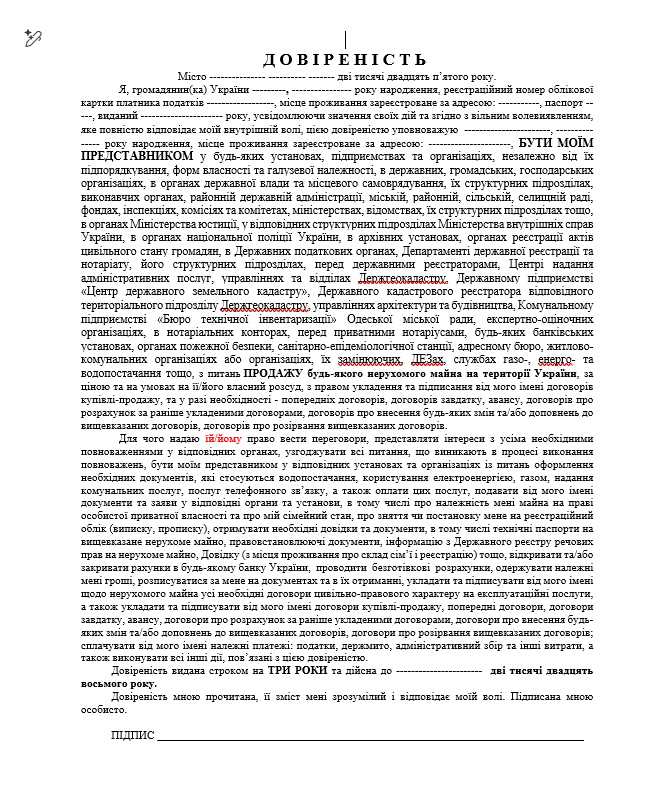 Д О В І Р Е Н І С Т Ь
Місто --------------- ---------- ------- дві тисячі двадцять п’ятого року.
Я, громадянин(ка) України ---------, ---------------- року народження, реєстраційний номер облікової
картки платника податків ------------------, місце проживання зареєстроване за адресою: -----------, паспорт --
---, виданий ---------------------- року, усвідомлюючи значення своїх дій та згідно з вільним волевиявленням,
яке повністю відповідає моїй внутрішній волі, цією довіреністю уповноважую -----------------------, ----------
----- року народження, місце проживання зареєстроване за адресою: ----------------------, БУТИ МОЇМ
ПРЕДСТАВНИКОМ у будь-яких установах, підприємствах та організаціях, незалежно від їх
підпорядкування, форм власності та галузевої належності, в державних, громадських, господарських
організаціях, в органах державної влади та місцевого самоврядування, їх структурних підрозділах,
виконавчих органах, районній державній адміністрації, міській, районній, сільській, селищній раді,
фондах, інспекціях, комісіях та комітетах, міністерствах, відомствах, їх структурних підрозділах тощо,
в органах Міністерства юстиції, у відповідних структурних підрозділах Міністерства внутрішніх справ
України, в органах національної поліції України, в архівних установах, органах реєстрації актів
цивільного стану громадян, в Державних податкових органах, Департаменті державної реєстрації та
нотаріату, його структурних підрозділах, перед державними реєстраторами, Центрі надання
адміністративних послуг, управліннях та відділах Держгеокадастру, Державному підприємстві
«Центр державного земельного кадастру», Державного кадастрового реєстратора відповідного
територіального підрозділу Держгеокадастру, управліннях архітектури та будівництва, Комунальному
підприємстві «Бюро технічної інвентаризації» Одеської міської ради, експертно-оціночних
організаціях, в нотаріальних конторах, перед приватними нотаріусами, будь-яких банківських
установах, органах пожежної безпеки, санітарно-епідеміологічної станції, адресному бюро, житлово-
комунальних організаціях або організаціях, їх замінюючих, ДЕЗах, службах газо-, енерго- та
водопостачання тощо, з питань ПРОДАЖУ будь-якого нерухомого майна на території України, за
ціною та на умовах на її/його власний розсуд, з правом укладення та підписання від мого імені договорів
купівлі-продажу, та у разі необхідності - попередніх договорів, договорів завдатку, авансу, договорів про
розрахунок за раніше укладеними договорами, договорів про внесення будь-яких змін та/або доповнень до
вищевказаних договорів, договорів про розірвання вищевказаних договорів.
Для чого надаю їй/йому право вести переговори, представляти інтереси з усіма необхідними
повноваженнями у відповідних органах, узгоджувати всі питання, що виникають в процесі виконання
повноважень, бути моїм представником у відповідних установах та організаціях із питань оформлення
необхідних документів, які стосуються водопостачання, користування електроенергією, газом, надання
комунальних послуг, послуг телефонного зв’язку, а також оплати цих послуг, подавати від мого імені
документи та заяви у відповідні органи та установи, в тому числі про належність мені майна на праві
особистої приватної власності та про мій сімейний стан, про зняття чи постановку мене на реєстраційний
облік (виписку, прописку), отримувати необхідні довідки та документи, в тому числі технічні паспорти на
вищевказане нерухоме майно, правовстановлюючі документи, інформацію з Державного реєстру речових
прав на нерухоме майно, Довідку (з місця проживання про склад сім’ї і реєстрацію) тощо, відкривати та/або
закривати рахунки в будь-якому банку України, проводити безготівкові розрахунки, одержувати належні
мені гроші, розписуватися за мене на документах та в їх отриманні, укладати та підписувати від мого імені
щодо нерухомого майна усі необхідні договори цивільно-правового характеру на експлуатаційні послуги,
а також укладати та підписувати від мого імені договори купівлі-продажу, попередні договори, договори
завдатку, авансу, договори про розрахунок за раніше укладеними договорами, договори про внесення будь-
яких змін та/або доповнень до вищевказаних договорів, договори про розірвання вищевказаних договорів;
сплачувати від мого імені належні платежі: податки, держмито, адміністративний збір та інші витрати, а
також виконувати всі інші дії, пов’язані з цією довіреністю.
Довіреність видана строком на ТРИ РОКИ та дійсна до ----------------------- дві тисячі двадцять
восьмого року.
Довіреність мною прочитана, її зміст мені зрозумілий і відповідає моїй волі. Підписана мною
особисто.
ПІДПИС ____________________________________________